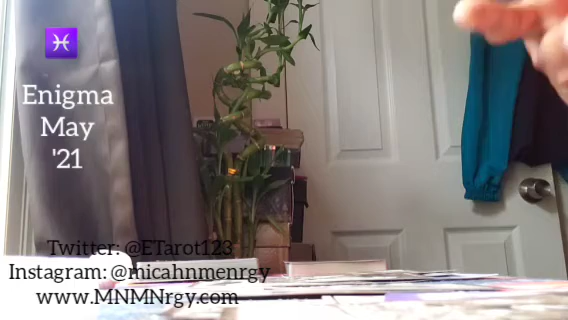 ♓
Enigma
May
'21
Twitter: @ETarot123
Instagram: @micahnmenrgy
www.MNMNrgy.com